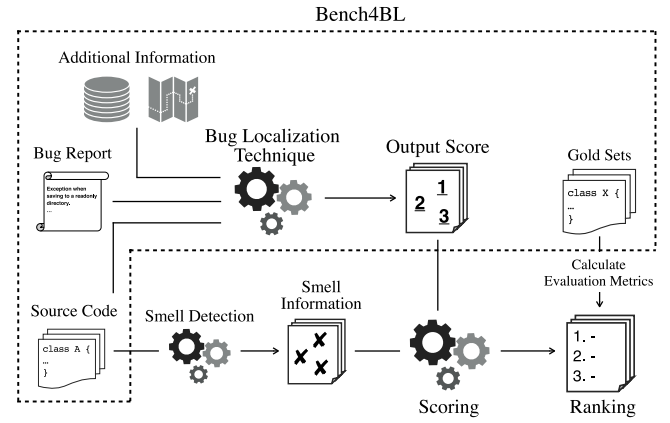 Bench4BL
Additional Information
Bug Report
Exception when
saving to a readonly
directory.
...
Bug Localization
Technique
Output Score
1
2
3
Gold Sets
class X {
…
}
Calculate
Evaluation Metrics
Source Code
class A {
…
}
Smell Detection
Smell
Information
Scoring
1. -
2. -
3. -
Ranking